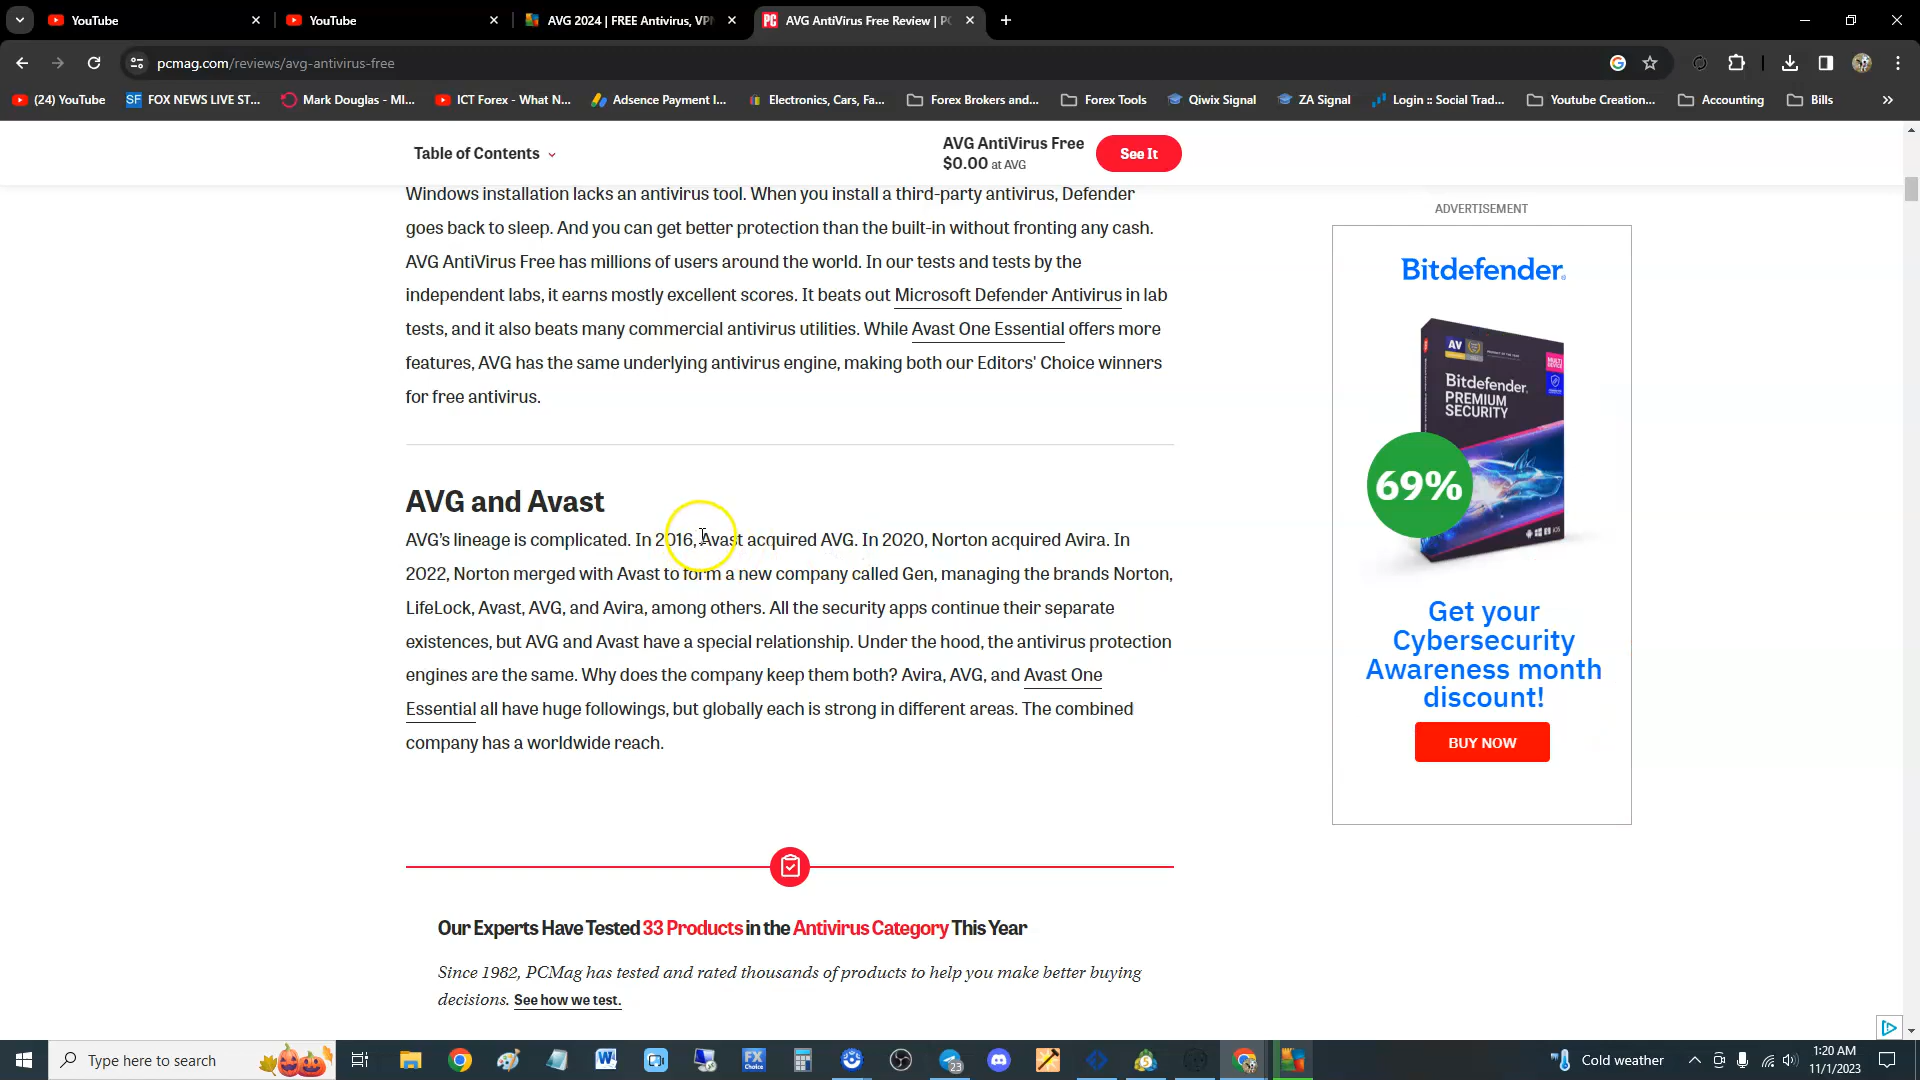 YouTube
YouTube
AVG 2024 | FREE Antivirus, VPN
AVG AntiVirus Free Review | PC
pcmag.com/reviews/avg-antivirus-free
(24) YouTube
FOX NEWS LIVE ST...
Mark Douglas - MI...
ICT Forex - What N...
Adsence Payment I...
Electronics, Cars, Fa...
Forex Brokers and...
Forex Tools
Qiwix Signal
ZA Signal
Login :: Social Trad...
Youtube Creation...
Accounting
Bills
Table of Contents
AVG AntiVirus Free
$0.00 at AVG
See It
Windows installation lacks an antivirus tool. When you install a third-party antivirus, Defender
goes back to sleep. And you can get better protection than the built-in without fronting any cash.
AVG AntiVirus Free has millions of users around the world. In our tests and tests by the
independent labs, it earns mostly excellent scores. It beats out Microsoft Defender Antivirus in lab
tests, and it also beats many commercial antivirus utilities. While Avast One Essential offers more
features, AVG has the same underlying antivirus engine, making both our Editors' Choice winners
for free antivirus.
AVG and Avast
AVG's lineage is complicated. In 2016, Avast acquired AVG. In 2020, Norton acquired Avira. In
2022, Norton merged with Avast to form a new company called Gen, managing the brands Norton,
LifeLock, Avast, AVG, and Avira, among others. All the security apps continue their separate
existences, but AVG and Avast have a special relationship. Under the hood, the antivirus protection
engines are the same. Why does the company keep them both? Avira, AVG, and Avast One
Essential all have huge followings, but globally each is strong in different areas. The combined
company has a worldwide reach.
Our Experts Have Tested 33 Products in the Antivirus Category This Year
Since 1982, PCMag has tested and rated thousands of products to help you make better buying
decisions. See how we test.
ADVERTISEMENT
Bitdefender
AV
Bitdefender
PREMIUM
SECURITY
69%
Get your
Cybersecurity
Awareness month
discount!
BUY NOW
Type here to search
FX
Choice
23
Cold weather
1:20 AM
11/1/2023